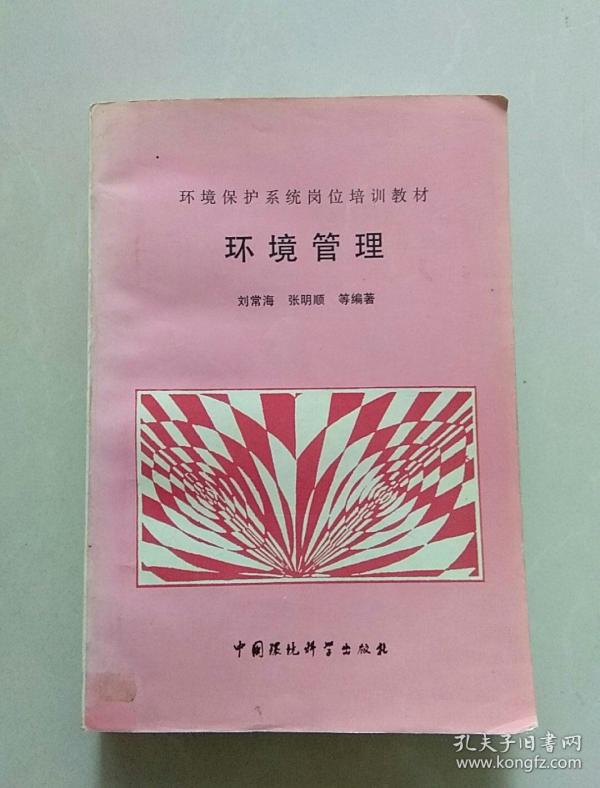 环境保护系统岗位培训教材
环境管理
刘常海 张明顺 等编著
中国环境科学出版社
孔夫子旧书网
www.kongfz.com